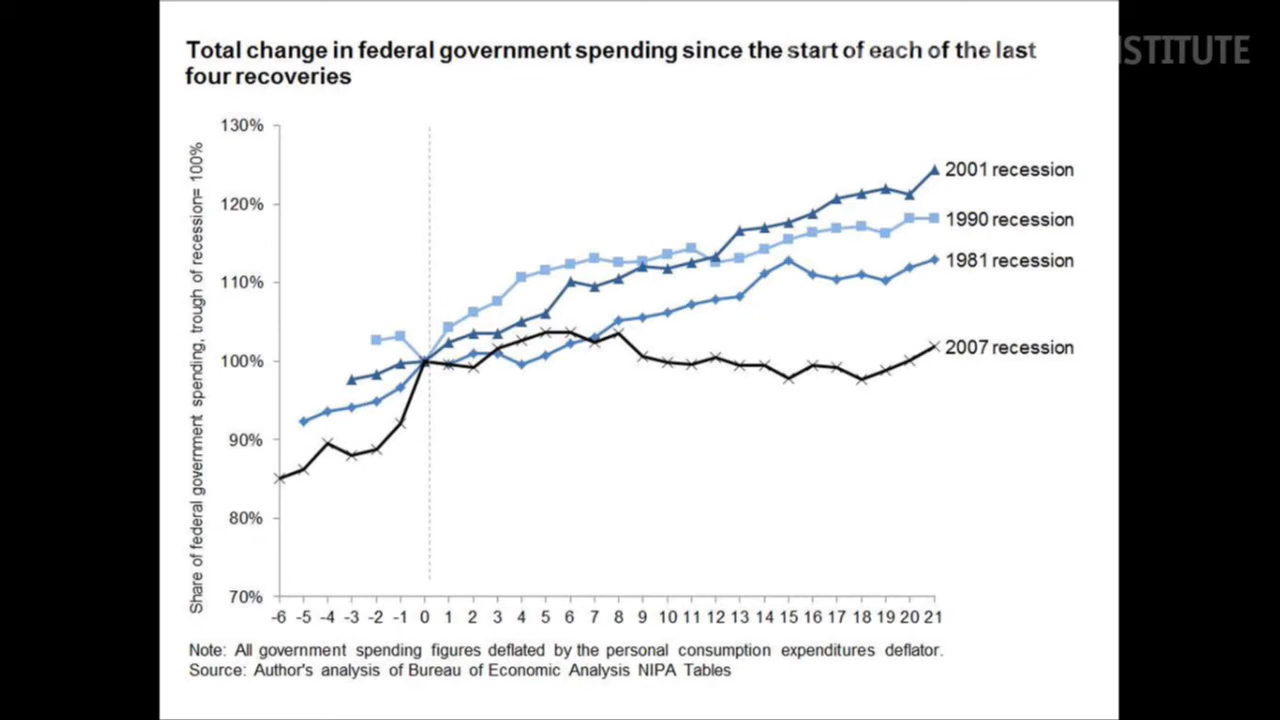 Total change in federal government spending since the start of each of the last
four recoveries
STITUTE
Share of federal government spending, trough of recession= 100%
130%
120%
110%
100%
90%
80%
70%
2001 recession
1990 recession
1981 recession
2007 recession
-6 -5 -4 -3 -2 -1 0 1 2 3 4 5 6 7 8 9 10 11 12 13 14 15 16 17 18 19 20 21
Note: All government spending figures deflated by the personal consumption expenditures deflator.
Source: Author's analysis of Bureau of Economic Analysis NIPA Tables